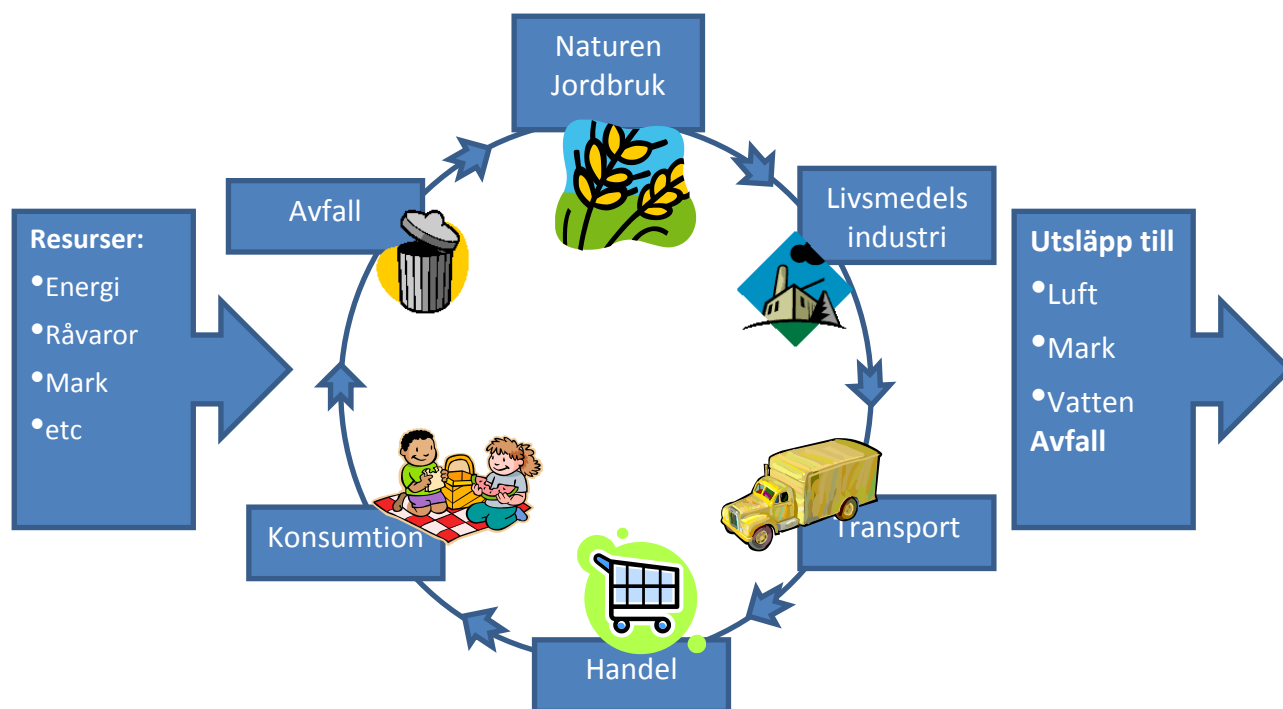 Naturen
Jordbruk
Avfall
Livsmedels
industri
Resurser:
•Energi
•Råvaror
•Mark
•etc
Utsläpp till
•Luft
•Mark
•Vatten
Avfall
Konsumtion
Transport
Handel